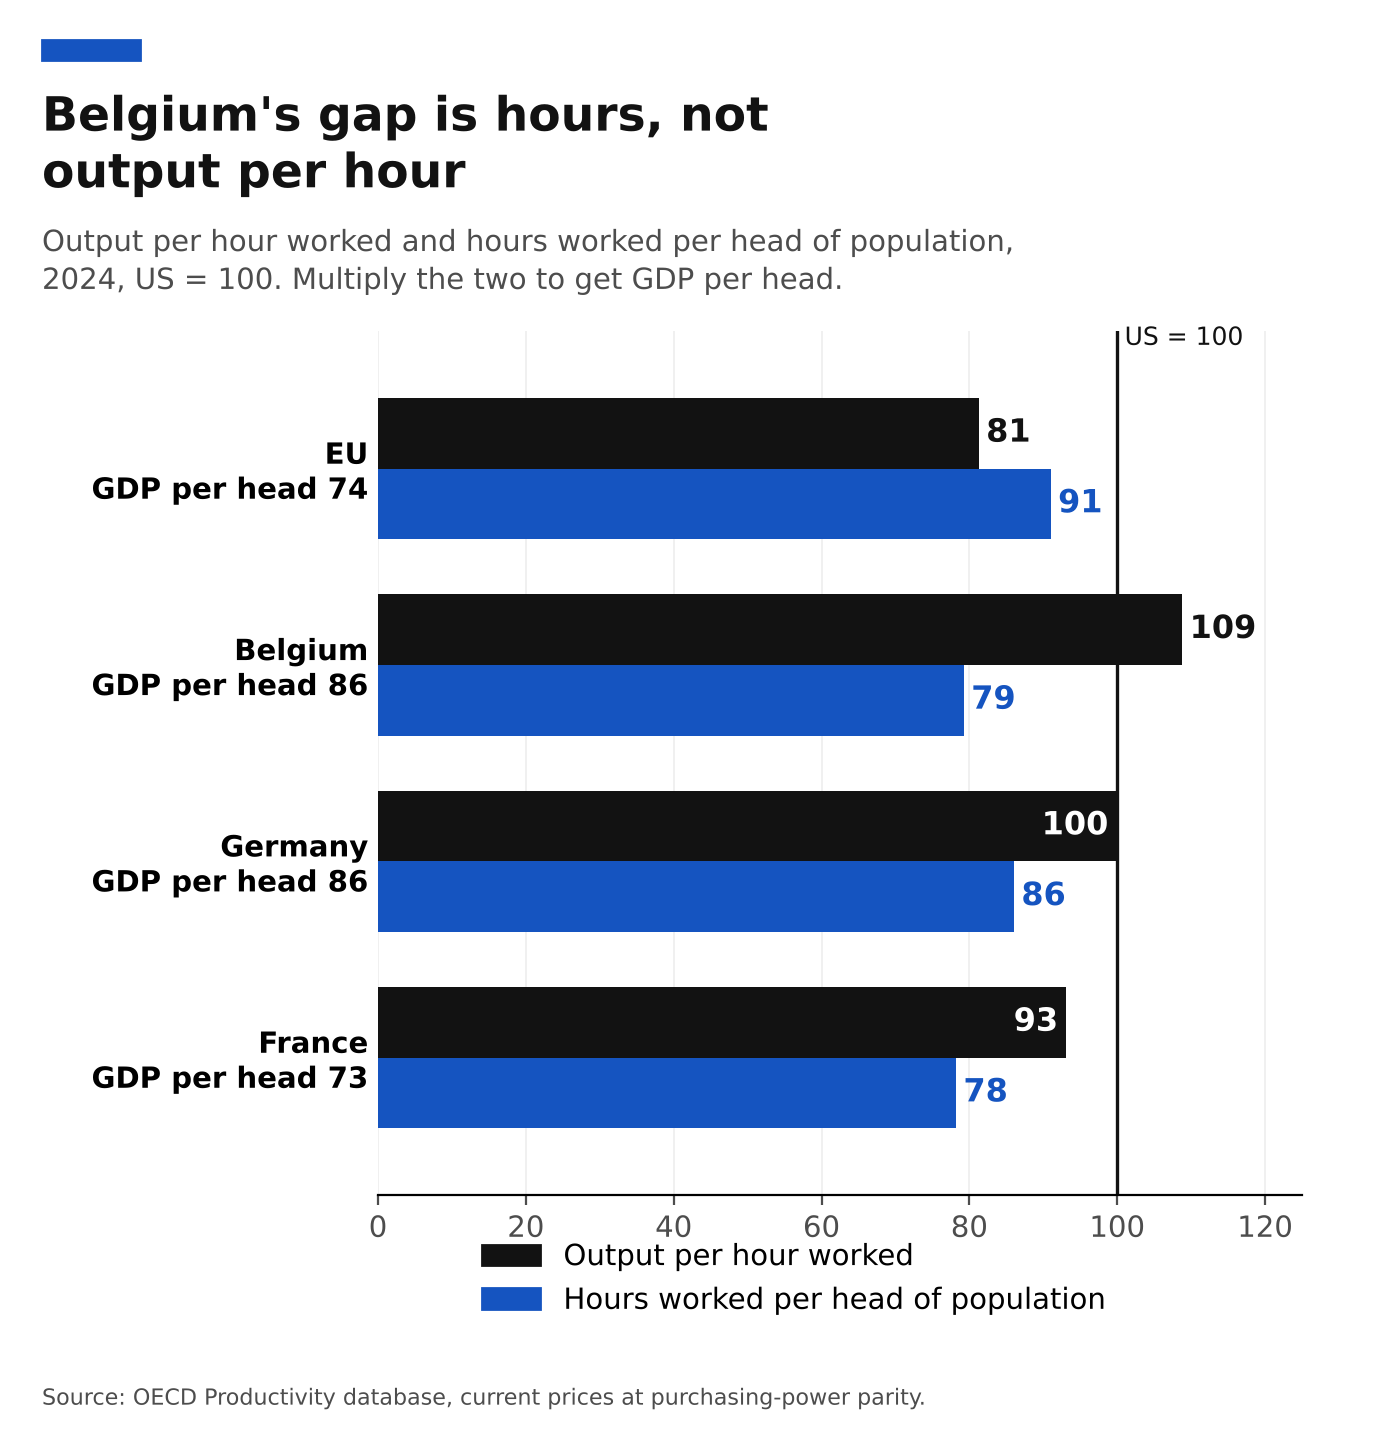 Belgium's gap is hours, not
output per hour
Output per hour worked and hours worked per head of population,
2024, US = 100. Multiply the two to get GDP per head.
US = 100
EU
GDP per head 74
81
91
Belgium
GDP per head 86
109
79
Germany
GDP per head 86
100
86
France
GDP per head 73
93
78
0 20 40 60 80 100 120
Output per hour worked
Hours worked per head of population
Source: OECD Productivity database, current prices at purchasing-power parity.